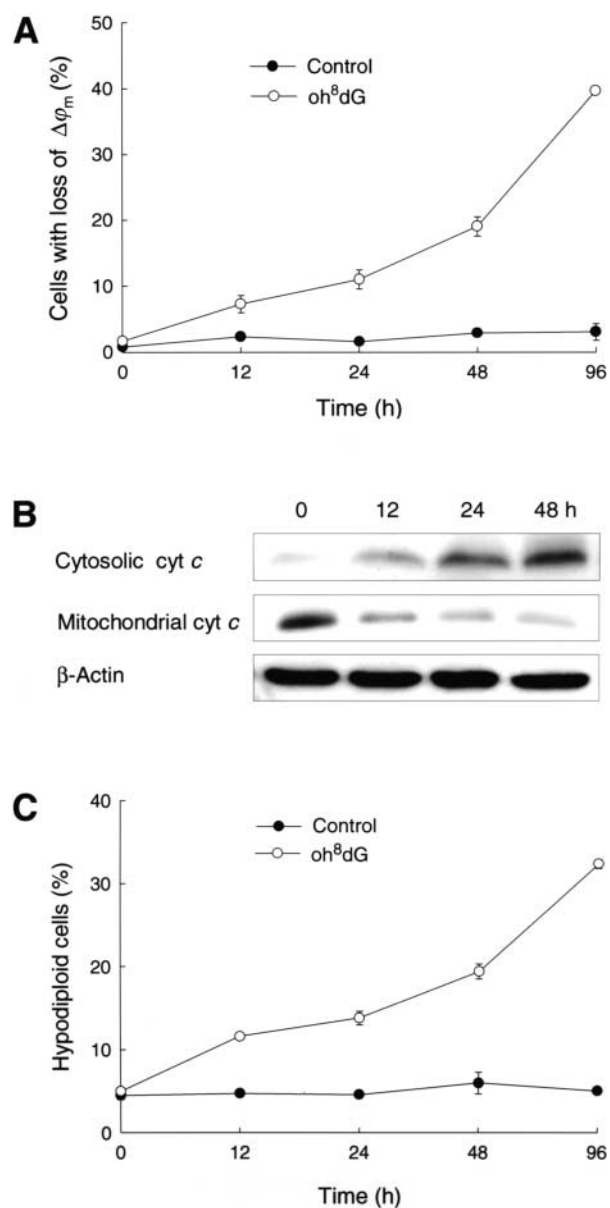 A
Cells with loss of Δφm (%)
50
40
30
20
10
0
Control
oh⁸dG
0 12 24 48 96
Time (h)
B
0 12 24 48 h
Cytosolic cyt c
Mitochondrial cyt c
β-Actin
C
Hypodiploid cells (%)
40
30
20
10
0
Control
oh⁸dG
0 12 24 48 96
Time (h)